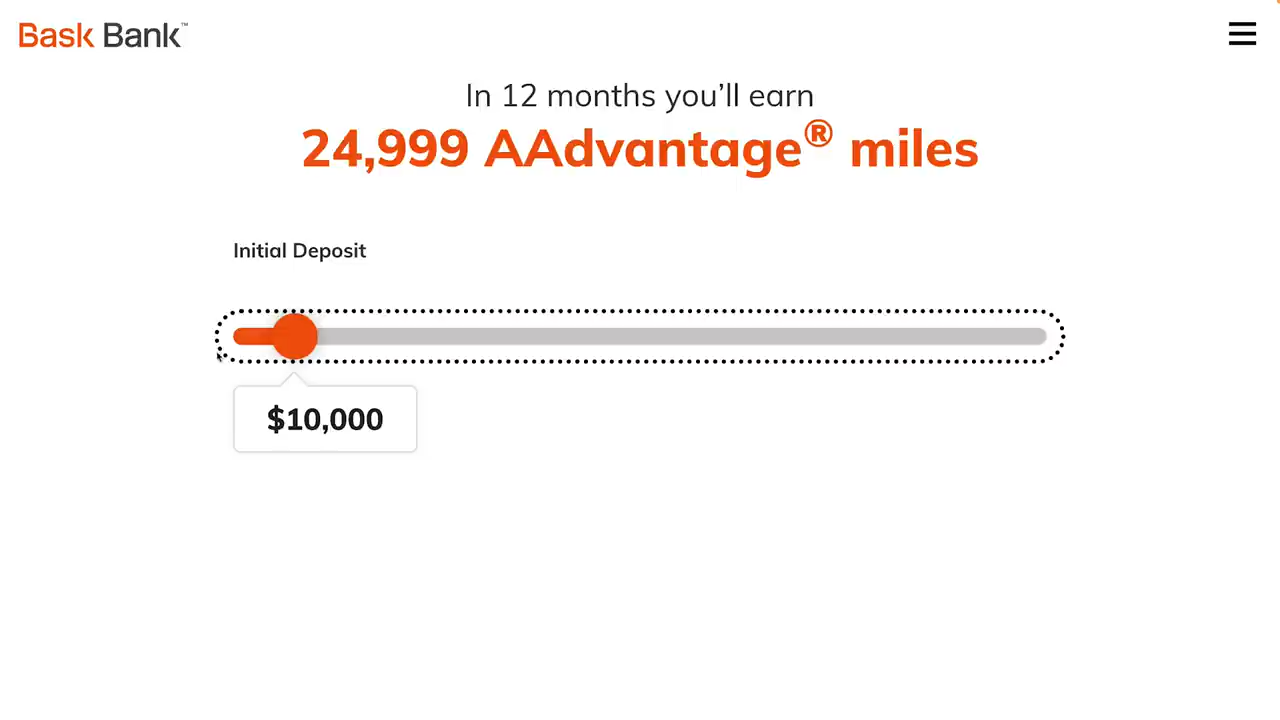 Bask Bank™
In 12 months you’ll earn
24,999 AAdvantage® miles
Initial Deposit
$10,000